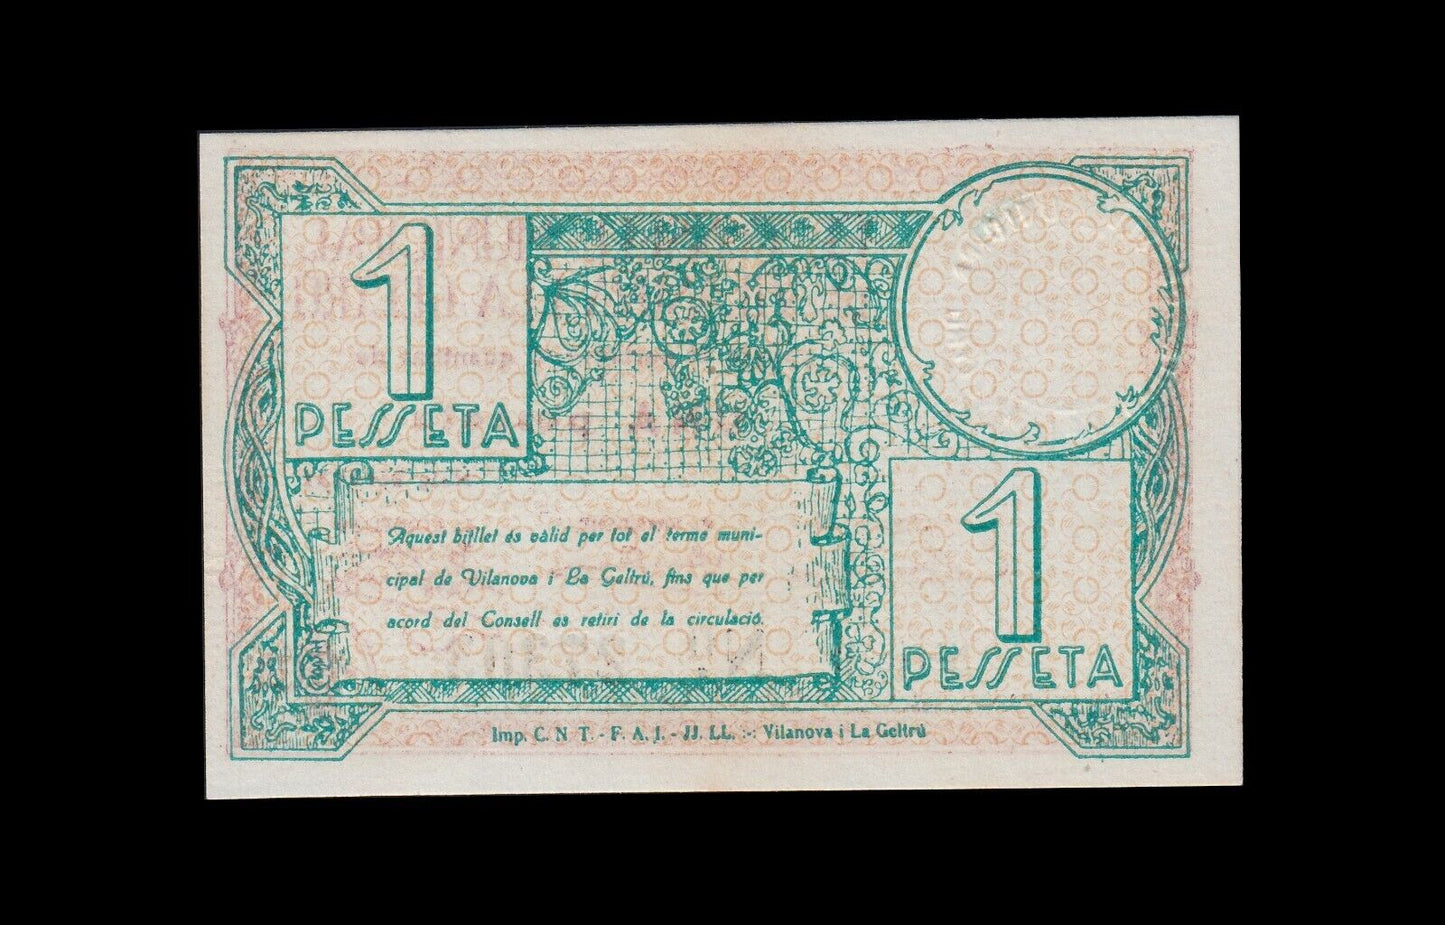 1
PESSETA
Aquest bitllet és vàlid per tot el terme muni-
cipal de Vilanova i La Geltrú, fins que per
acord del Consell es retiri de la circulació.
1
PESSETA
Imp. C. N T. - F. A. I. - JJ. LL. :-: Vilanova i La Geltrú